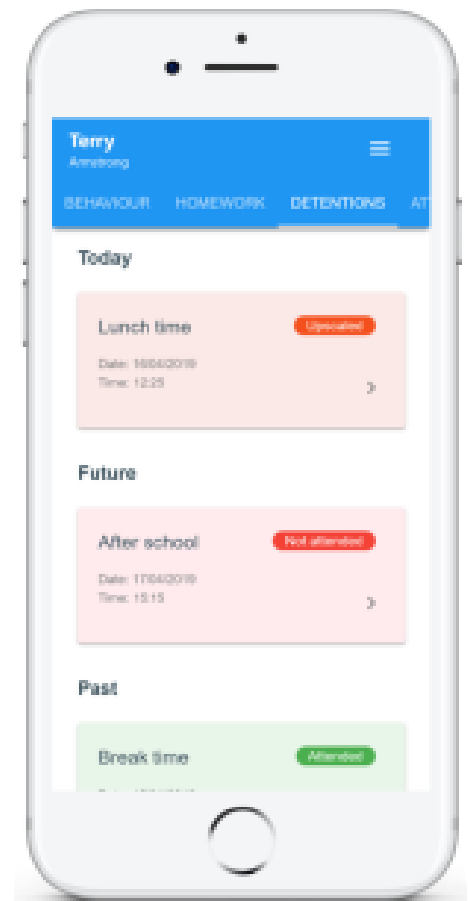 Terry
Armstrong
BEHAVIOUR HOMEWORK DETENTIONS AT
Today
Lunch time Upscaled
Date: 16/04/2019
Time: 12:25
Future
After school Not attended
Date: 17/04/2019
Time: 15:15
Past
Break time Attended